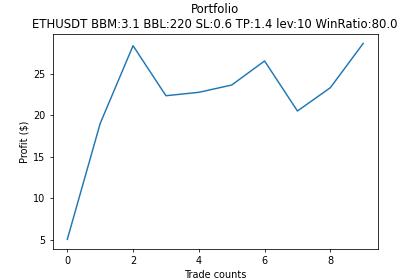 Portfolio
ETHUSDT BBM:3.1 BBL:220 SL:0.6 TP:1.4 lev:10 WinRatio:80.0
25
20
15
10
5
Profit ($)
0 2 4 6 8
Trade counts